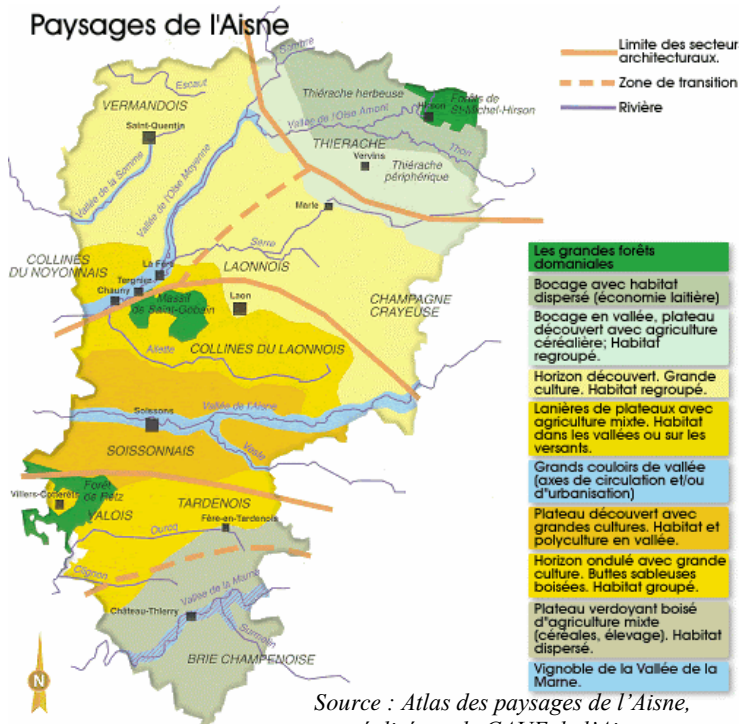 Paysages de l'Aisne
Limite des secteurs
architecturaux.
Zone de transition
Rivière
Sambre
Escaut
VERMANDOIS
Saint-Quentin
Thiérache herbeuse
Forêts de
St-Michel-Hirson
Hirson
Vallée de l'Oise Amont
THIERACHE
Thon
Vervins
Thiérache
périphérique
Vallée de la Somme
Vallée de l'Oise Moyenne
Marle
Serre
COLLINES
DU NOYONNAIS
La Fère
Tergnier
Chauny
LAONNOIS
Laon
Massif
de Saint-Gobain
CHAMPAGNE
CRAYEUSE
Ailette
COLLINES DU LAONNOIS
Soissons
Vallée de l'Aisne
SOISSONNAIS
Vesle
Forêt
de Retz
Villers-Cotterêts
VALOIS
TARDENOIS
Fère-en-Tardenois
Ourcq
Clignon
Vallée de la Marne
Château-Thierry
Surmelin
BRIE CHAMPENOISE
N
Les grandes forêts
domaniales
Bocage avec habitat
dispersé (économie laitière)
Bocage en vallée, plateau
découvert avec agriculture
céréalière; Habitat
regroupé.
Horizon découvert. Grande
culture. Habitat regroupé.
Lanières de plateaux avec
agriculture mixte. Habitat
dans les vallées ou sur les
versants.
Grands couloirs de vallée
(axes de circulation et/ou
d"urbanisation)
Plateau découvert avec
grandes cultures. Habitat et
polyculture en vallée.
Horizon ondulé avec grande
culture. Buttes sableuses
boisées. Habitat groupé.
Plateau verdoyant boisé
d"agriculture mixte
(céréales, élevage). Habitat
dispersé.
Vignoble de la Vallée de la
Marne.
Source : Atlas des paysages de l'Aisne,